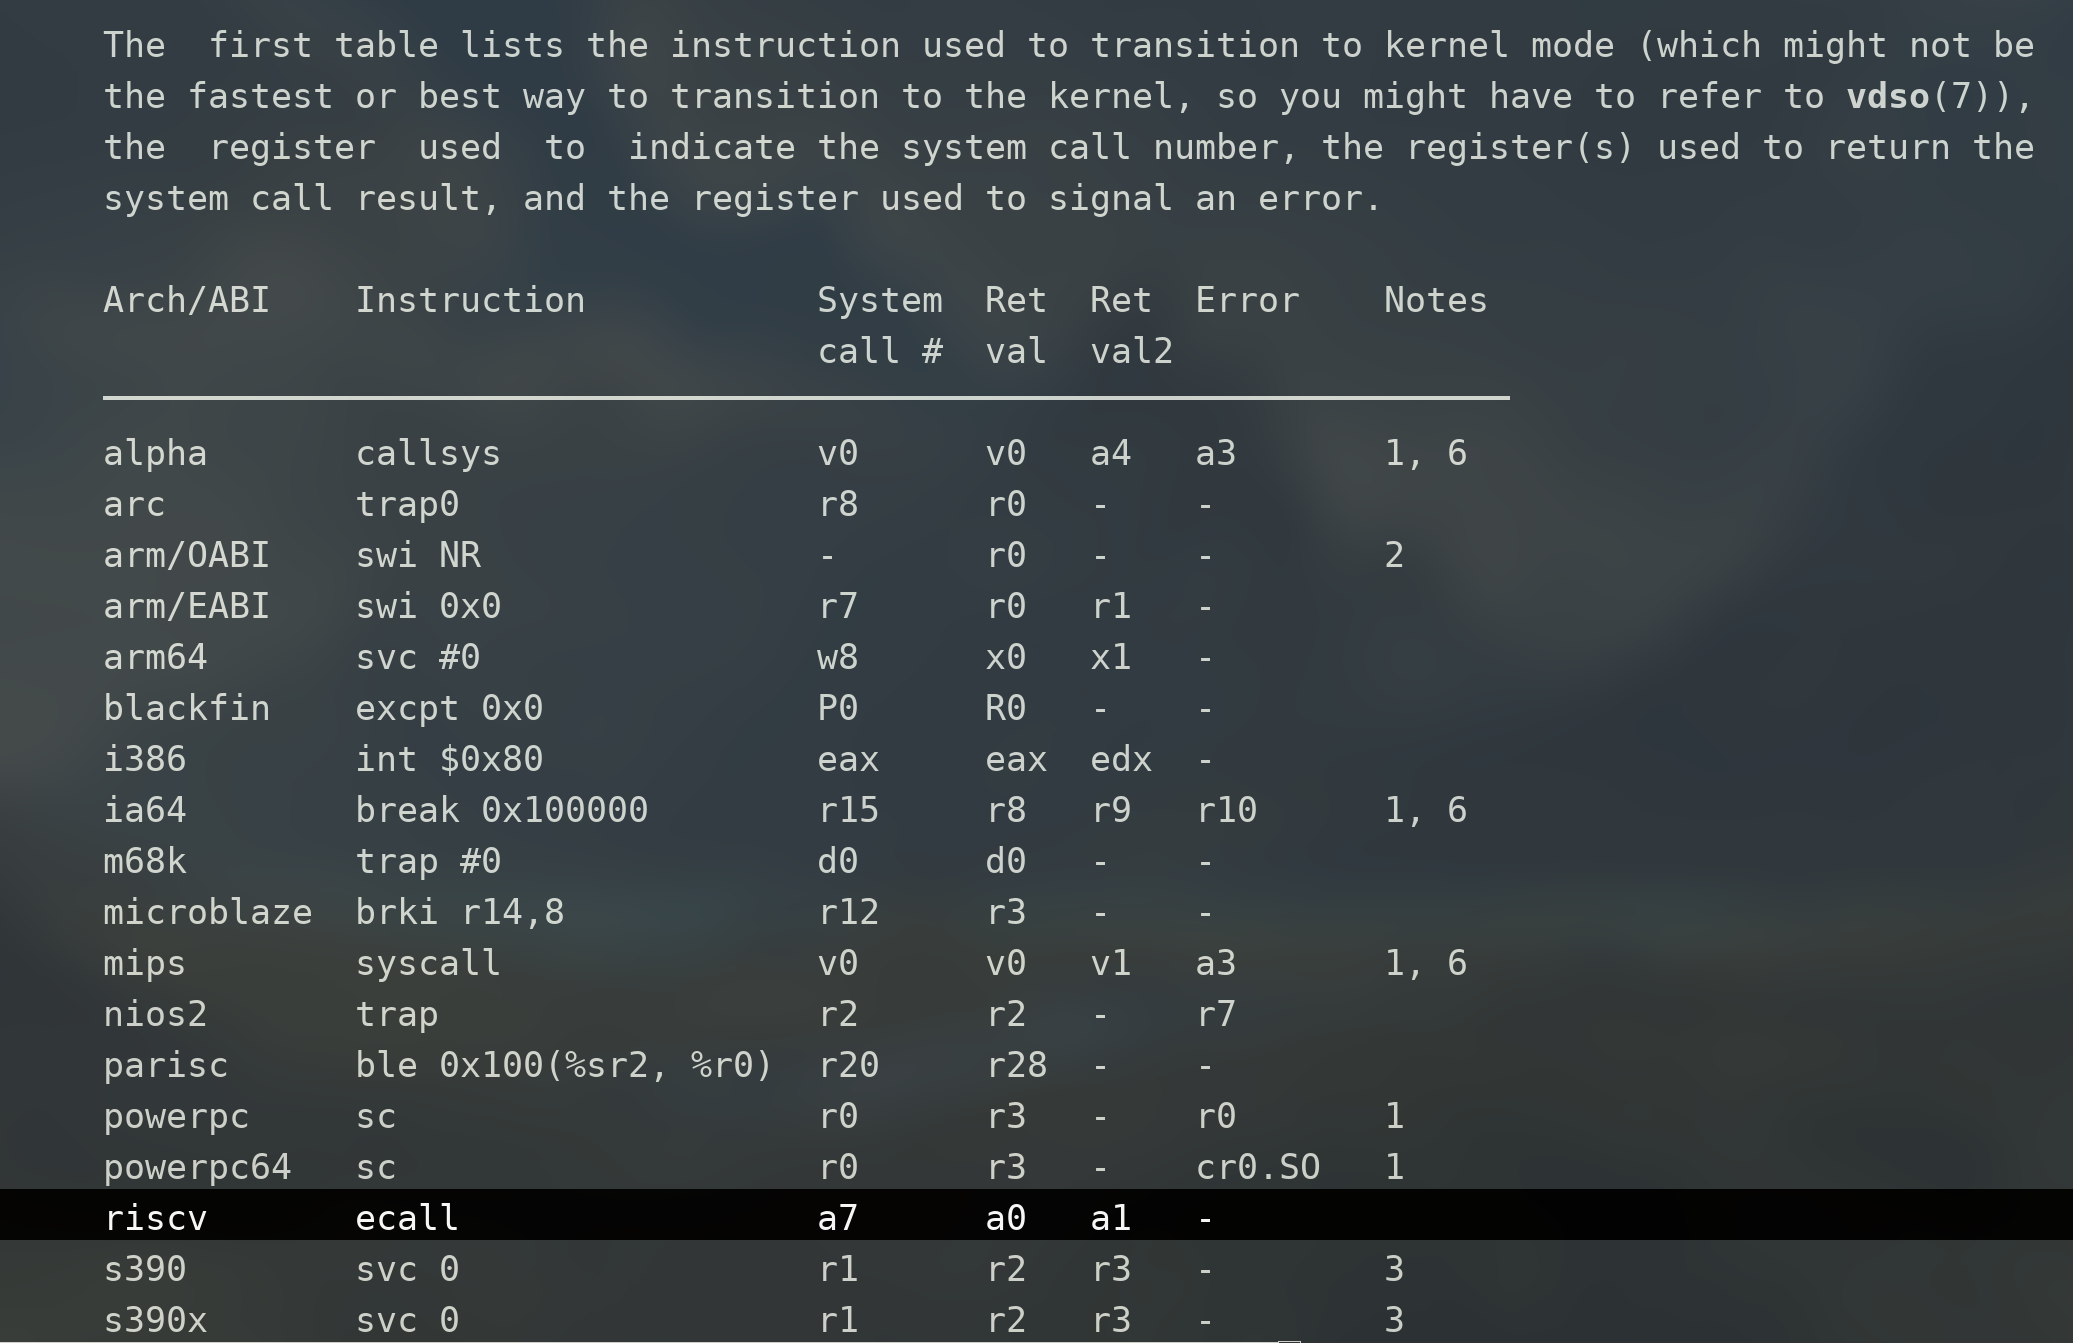 The  first table lists the instruction used to transition to kernel mode (which might not be
the fastest or best way to transition to the kernel, so you might have to refer to vdso(7)),
the  register  used  to  indicate the system call number, the register(s) used to return the
system call result, and the register used to signal an error.
Arch/ABI    Instruction           System  Ret  Ret  Error    Notes
                                  call #  val  val2
alpha       callsys               v0      v0   a4   a3       1, 6
arc         trap0                 r8      r0   -    -
arm/OABI    swi NR                -       r0   -    -        2
arm/EABI    swi 0x0               r7      r0   r1   -
arm64       svc #0                w8      x0   x1   -
blackfin    excpt 0x0             P0      R0   -    -
i386        int $0x80             eax     eax  edx  -
ia64        break 0x100000        r15     r8   r9   r10      1, 6
m68k        trap #0               d0      d0   -    -
microblaze  brki r14,8            r12     r3   -    -
mips        syscall               v0      v0   v1   a3       1, 6
nios2       trap                  r2      r2   -    r7
parisc      ble 0x100(%sr2, %r0)  r20     r28  -    -
powerpc     sc                    r0      r3   -    r0       1
powerpc64   sc                    r0      r3   -    cr0.SO   1
riscv       ecall                 a7      a0   a1   -
s390        svc 0                 r1      r2   r3   -        3
s390x       svc 0                 r1      r2   r3   -        3